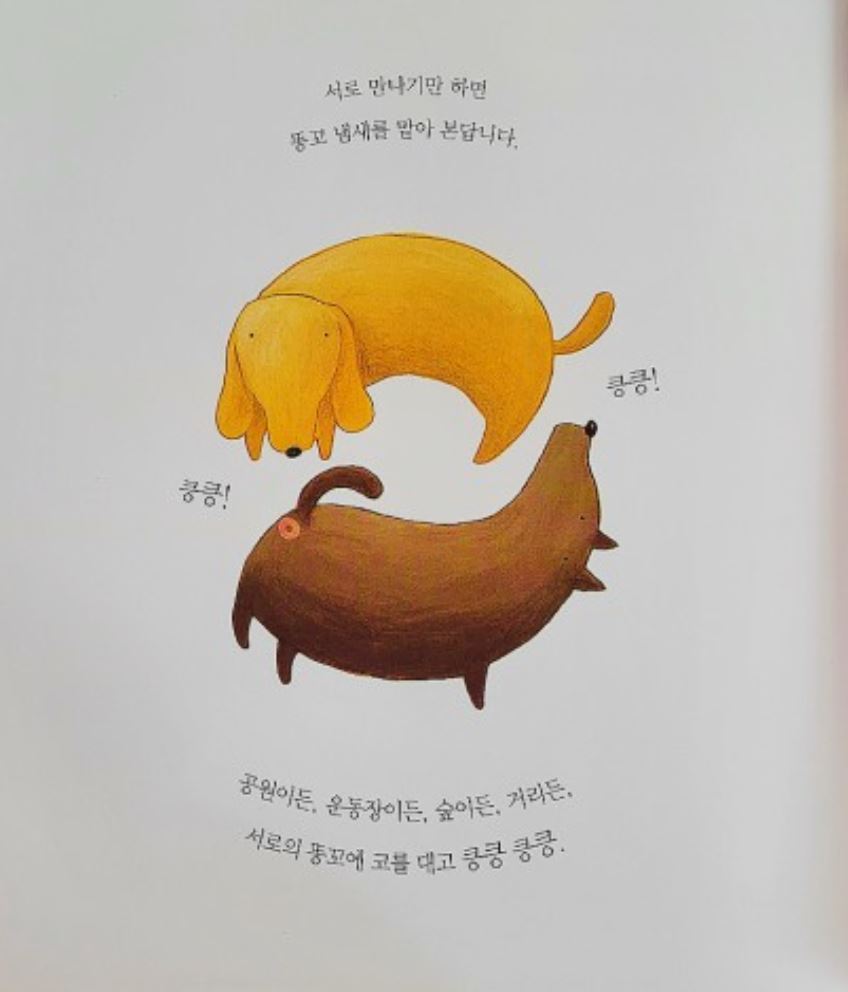 서로 만나기만 하면
똥꼬 냄새를 맡아 본답니다.
킁킁!
킁킁!
공원이든, 운동장이든, 숲이든, 거리든,
서로의 똥꼬에 코를 대고 킁킁 킁킁.